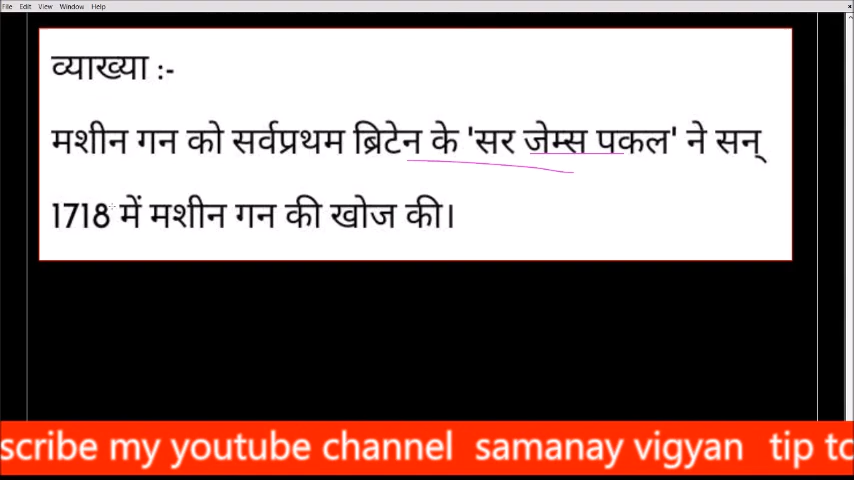 File Edit View Window Help
व्याख्या :-
मशीन गन को सर्वप्रथम ब्रिटेन के 'सर जेम्स पकल' ने सन्
1718 में मशीन गन की खोज की।
scribe my youtube channel samanay vigyan tip to